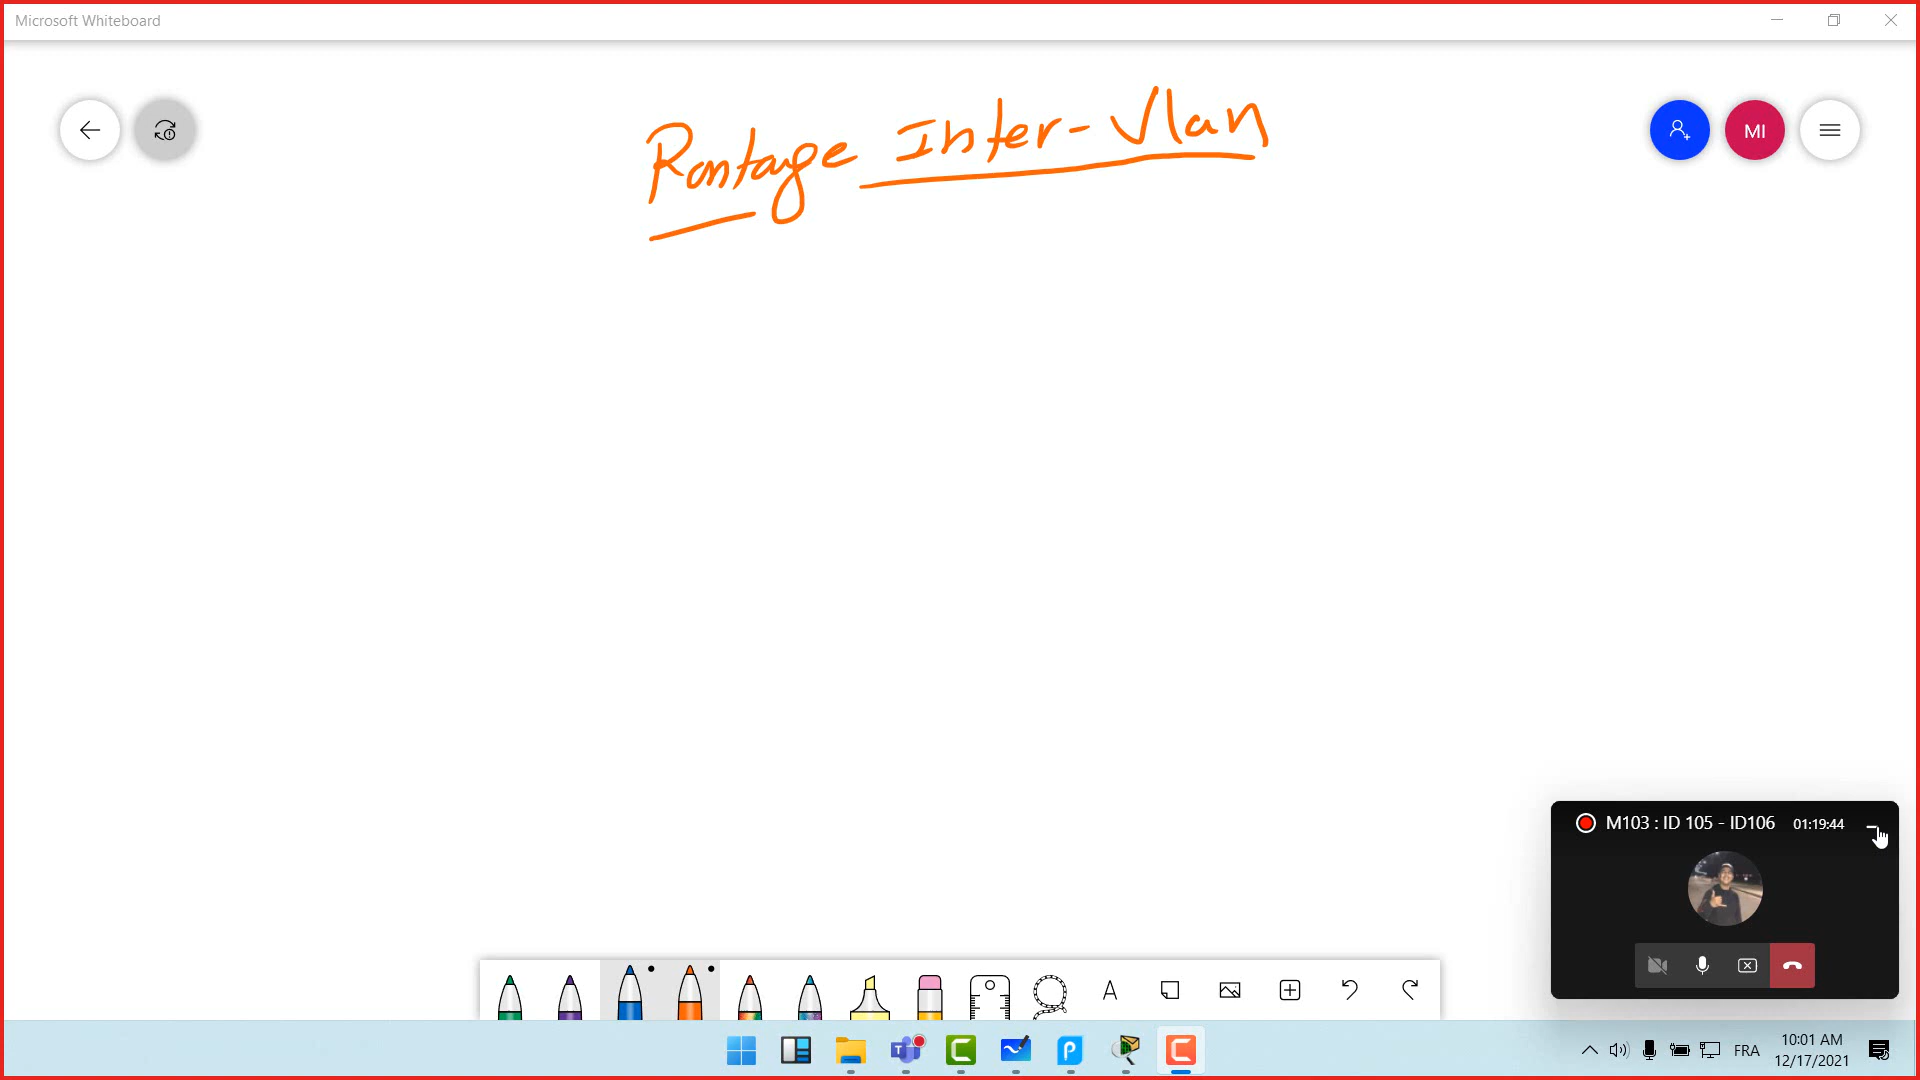 Microsoft Whiteboard
Routage Inter-Vlan
MI
M103 : ID 105 - ID106 01:19:44
A
FRA
10:01 AM
12/17/2021